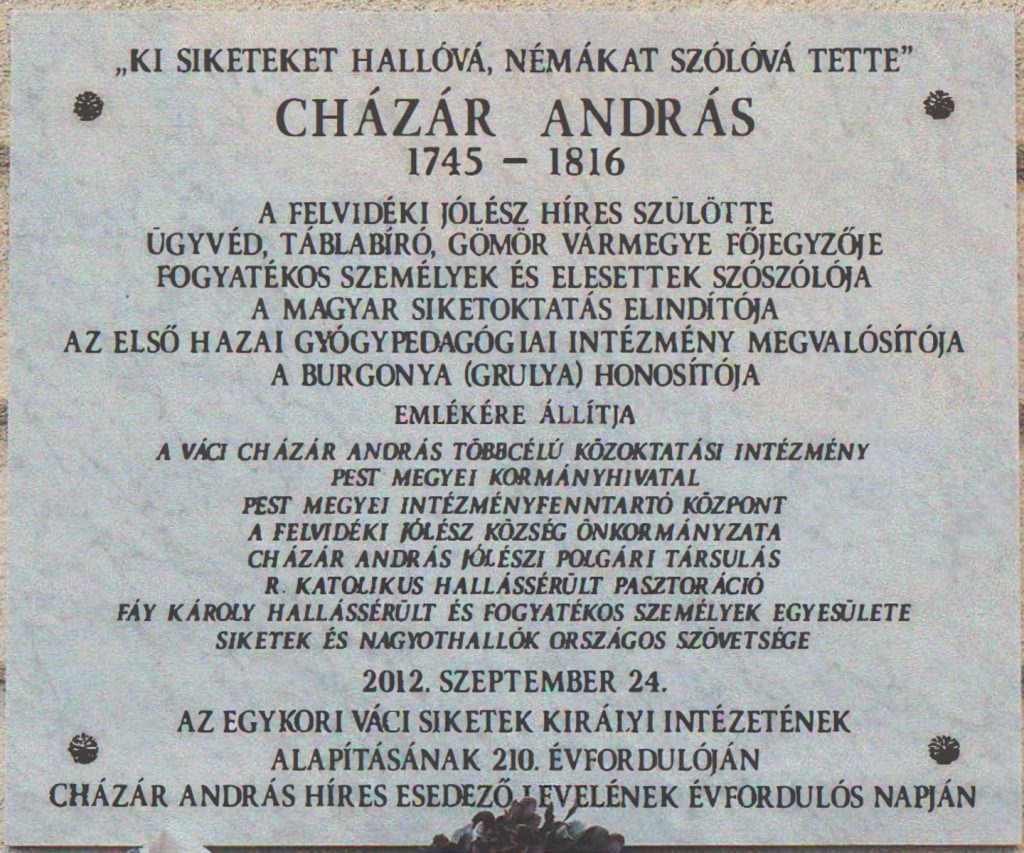 „KI SIKETEKET HALLÓVÁ, NÉMÁKAT SZÓLÓVÁ TETTE”
CHÁZÁR ANDRÁS
1745 – 1816
A FELVIDÉKI JÓLÉSZ HÍRES SZÜLÖTTE
ÜGYVÉD, TÁBLABÍRÓ, GÖMÖR VÁRMEGYE FŐJEGYZŐJE
FOGYATÉKOS SZEMÉLYEK ÉS ELESETTEK SZÓSZÓLÓJA
A MAGYAR SIKETOKTATÁS ELINDÍTÓJA
AZ ELSŐ HAZAI GYÓGYPEDAGÓGIAI INTÉZMÉNY MEGVALÓSÍTÓJA
A BURGONYA (GRULYA) HONOSÍTÓJA
EMLÉKÉRE ÁLLÍTJA
A VÁCI CHÁZÁR ANDRÁS TÖBBCÉLÚ KÖZOKTATÁSI INTÉZMÉNY
PEST MEGYEI KORMÁNYHIVATAL
PEST MEGYEI INTÉZMÉNYFENNTARTÓ KÖZPONT
A FELVIDÉKI JÓLÉSZ KÖZSÉG ÖNKORMÁNYZATA
CHÁZÁR ANDRÁS JÓLÉSZI POLGÁRI TÁRSULÁS
R. KATOLIKUS HALLÁSSÉRÜLT PASZTORÁCIÓ
FÁY KÁROLY HALLÁSSÉRÜLT ÉS FOGYATÉKOS SZEMÉLYEK EGYESÜLETE
SIKETEK ÉS NAGYOTHALLÓK ORSZÁGOS SZÖVETSÉGE
2012. SZEPTEMBER 24.
AZ EGYKORI VÁCI SIKETEK KIRÁLYI INTÉZETÉNEK
ALAPÍTÁSÁNAK 210. ÉVFORDULÓJÁN
CHÁZÁR ANDRÁS HÍRES ESEDEZŐ LEVELÉNEK ÉVFORDULÓS NAPJÁN